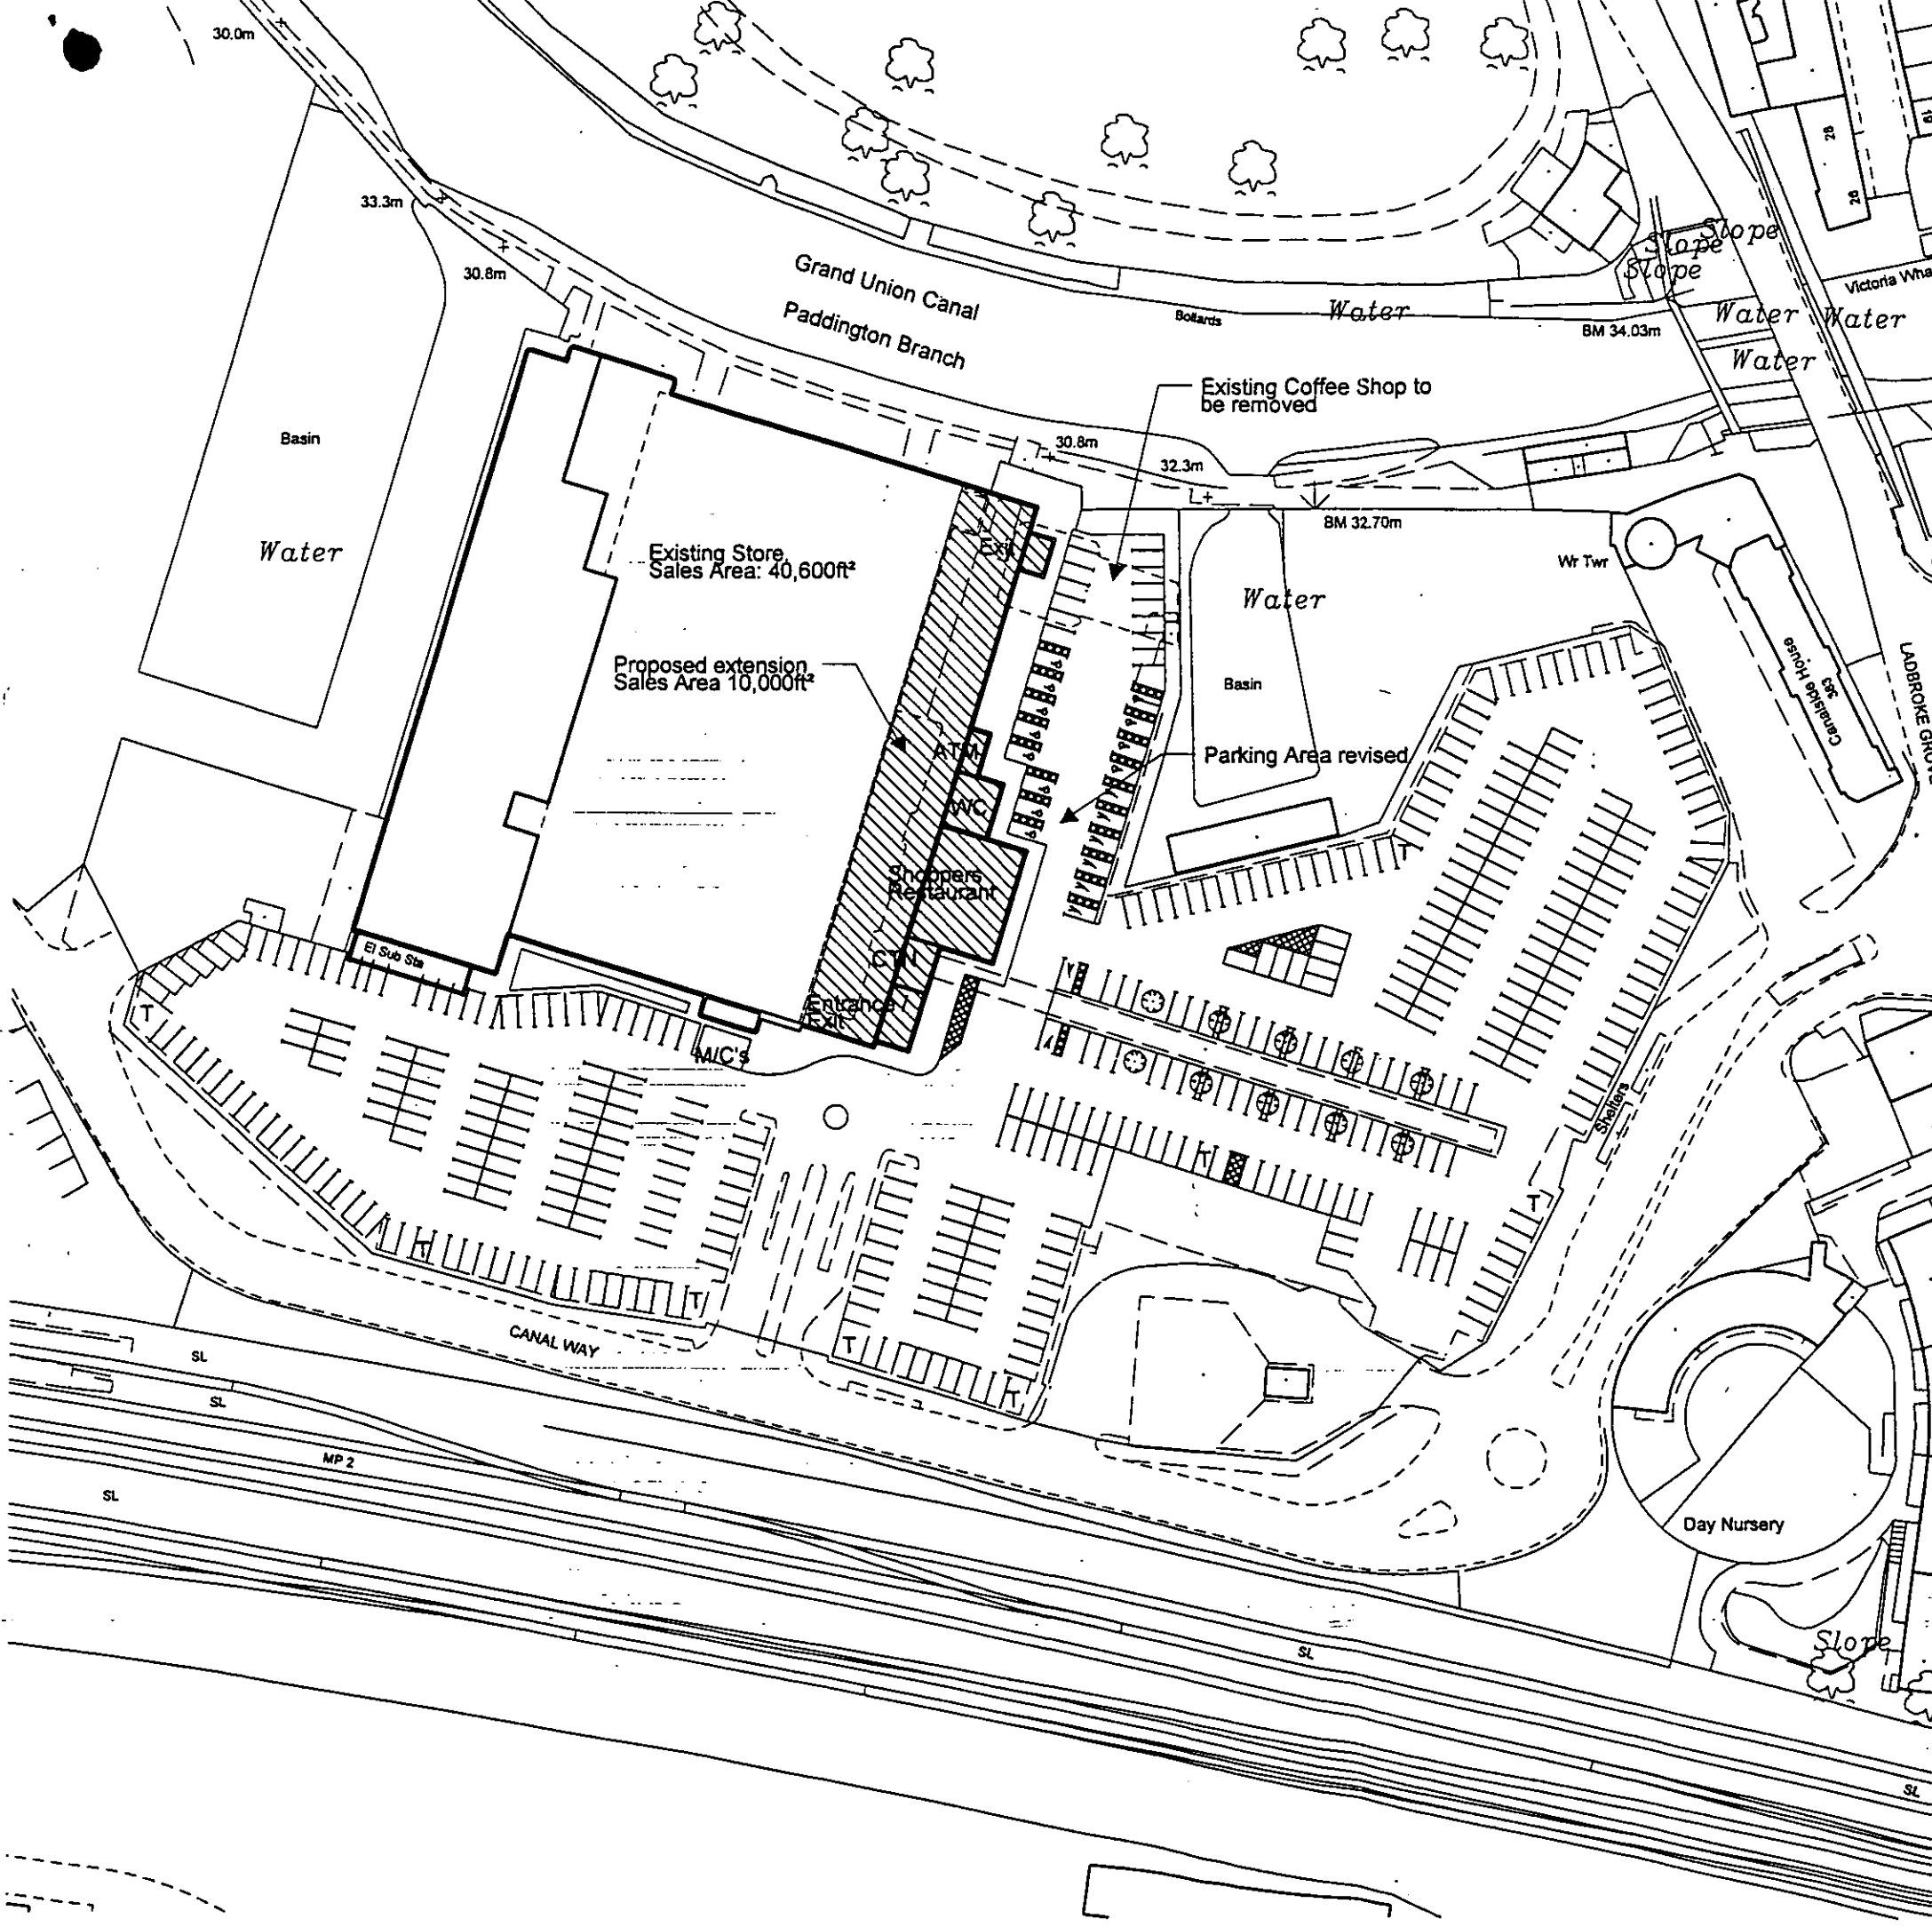 30.0m
28
26
33.3m
Slope
Slope
Slope
30.8m
Grand Union Canal
Paddington Branch
Victoria
Bollards
Water
BM 34.03m
Water
Water
Water
Existing Coffee Shop to
be removed
Basin
30.8m
32.3m
BM 32.70m
Water
Existing Store,
Sales Area: 40,600ft²
Exit
Wr Twr
Water
Proposed extension
Sales Area 10,000ft²
Basin
Canalside House
383
LADBROKE GROVE
ATM
Parking Area revised
WC
T
Shoppers
Restaurant
El Sub Sta
CTN
Entrance /
Exit
T
M/C's
Shelters
T
T
T
T
CANAL WAY
T
T
SL
SL
MP 2
SL
Day Nursery
Slope
SL
SL